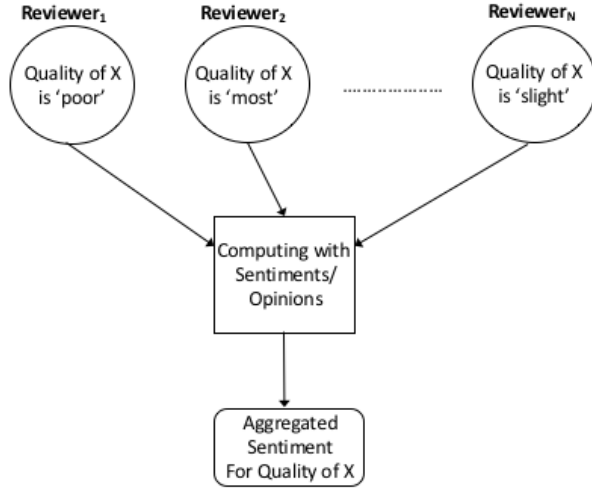 Reviewer₁
Reviewer₂
Reviewer_N
Quality of X
is ‘poor’
Quality of X
is ‘most’
Quality of X
is ‘slight’
Computing with
Sentiments/
Opinions
Aggregated
Sentiment
For Quality of X